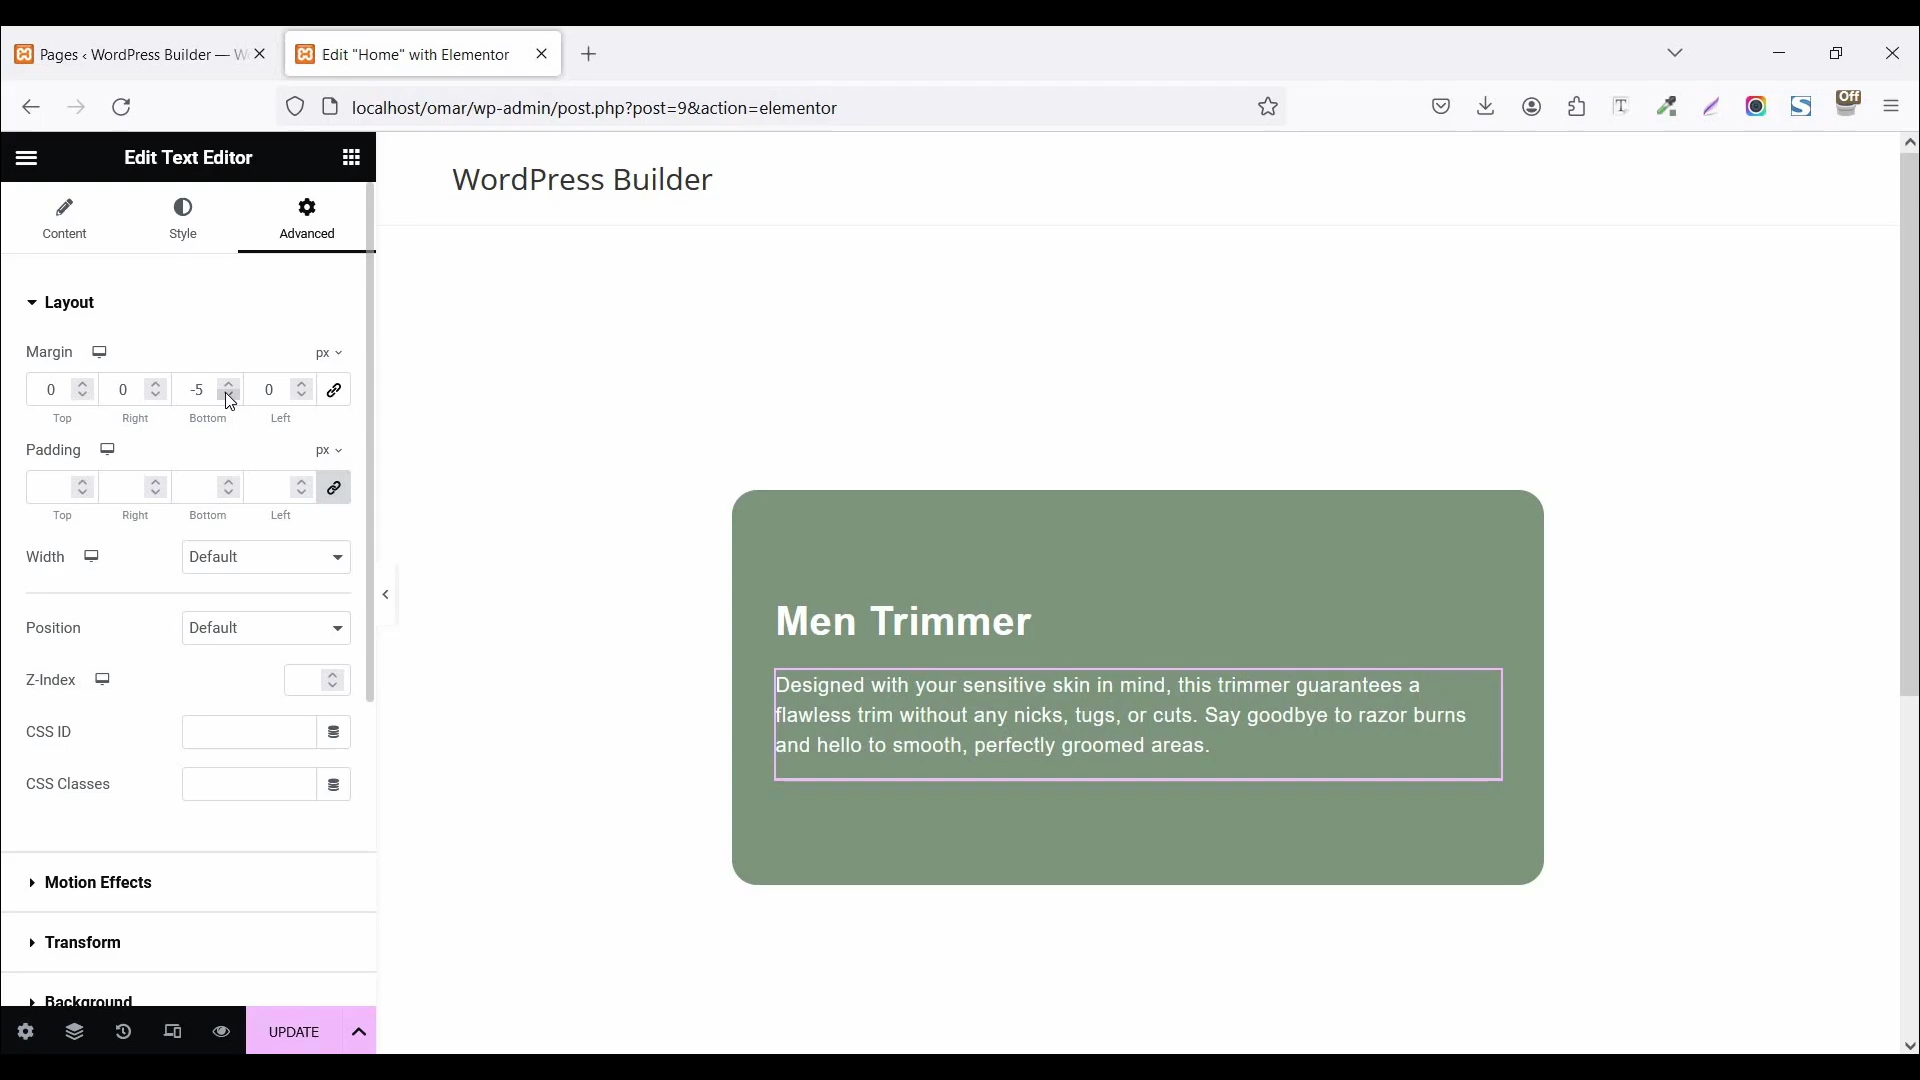 Pages ‹ WordPress Builder — W
Edit "Home" with Elementor
localhost/omar/wp-admin/post.php?post=9&action=elementor
Off
Edit Text Editor
Content Style Advanced
Layout
Margin px
0 0 -5 0
Top Right Bottom Left
Padding px
Top Right Bottom Left
Width Default
Position Default
Z-Index
CSS ID
CSS Classes
Motion Effects
Transform
Background
UPDATE
WordPress Builder
Men Trimmer
Designed with your sensitive skin in mind, this trimmer guarantees a
flawless trim without any nicks, tugs, or cuts. Say goodbye to razor burns
and hello to smooth, perfectly groomed areas.